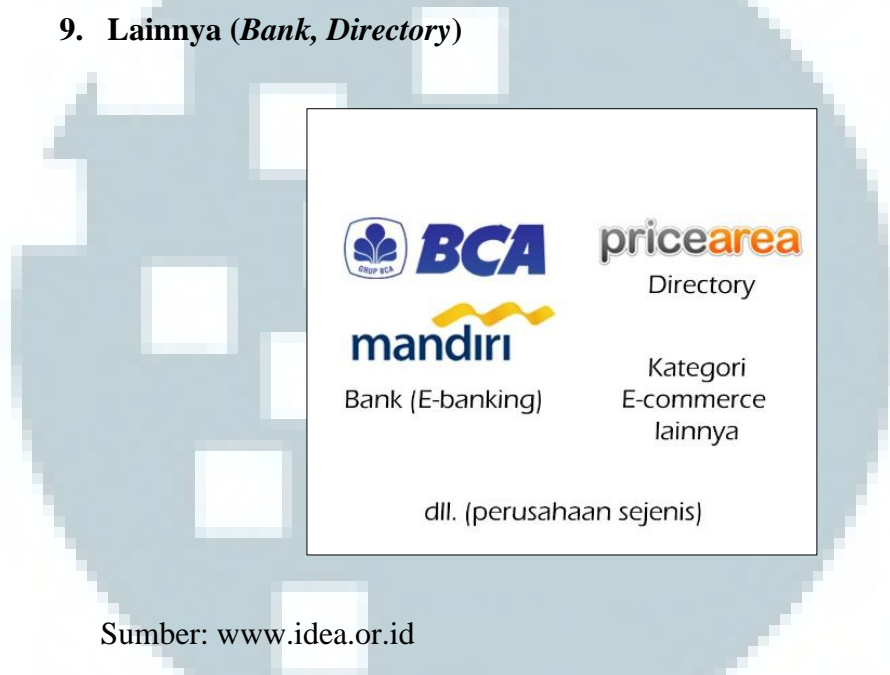 9. Lainnya (Bank, Directory)
GRUP BCA
BCA
mandiri
Bank (E-banking)
pricearea
Directory
Kategori
E-commerce
lainnya
dll. (perusahaan sejenis)
Sumber: www.idea.or.id